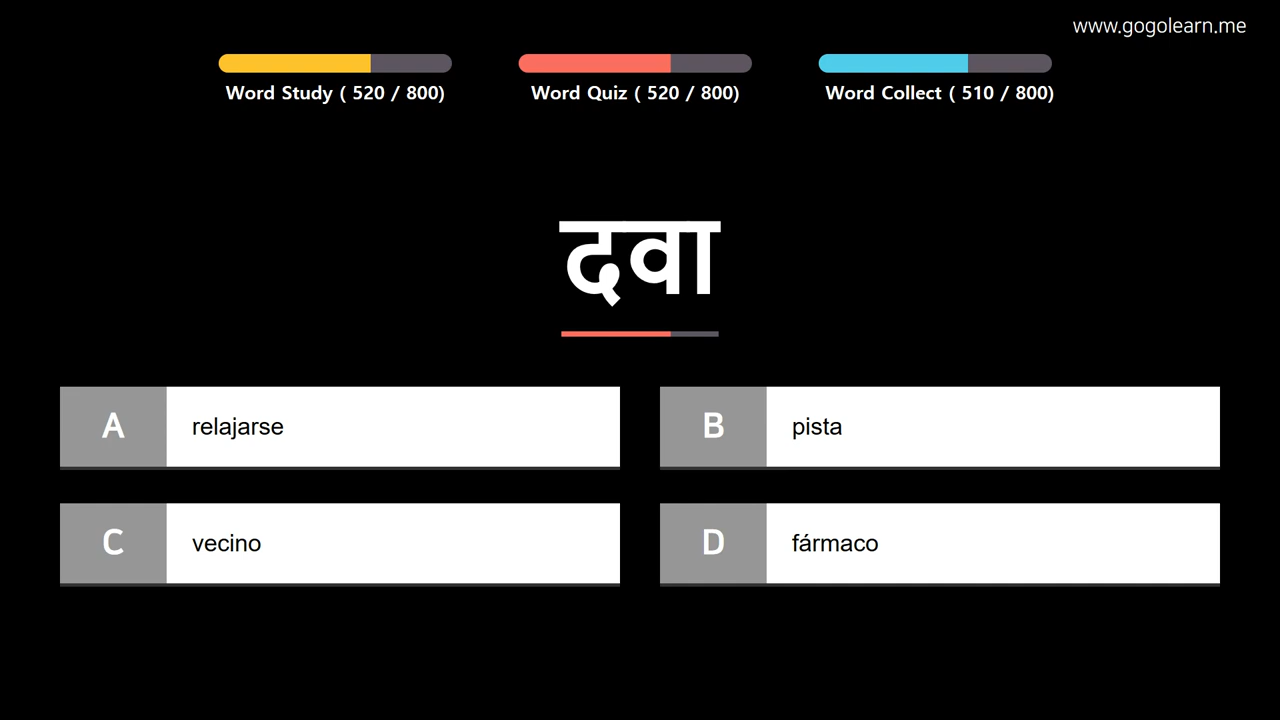 www.gogolearn.me
Word Study ( 520 / 800)
Word Quiz ( 520 / 800)
Word Collect ( 510 / 800)
दवा
A relajarse
B pista
C vecino
D fármaco